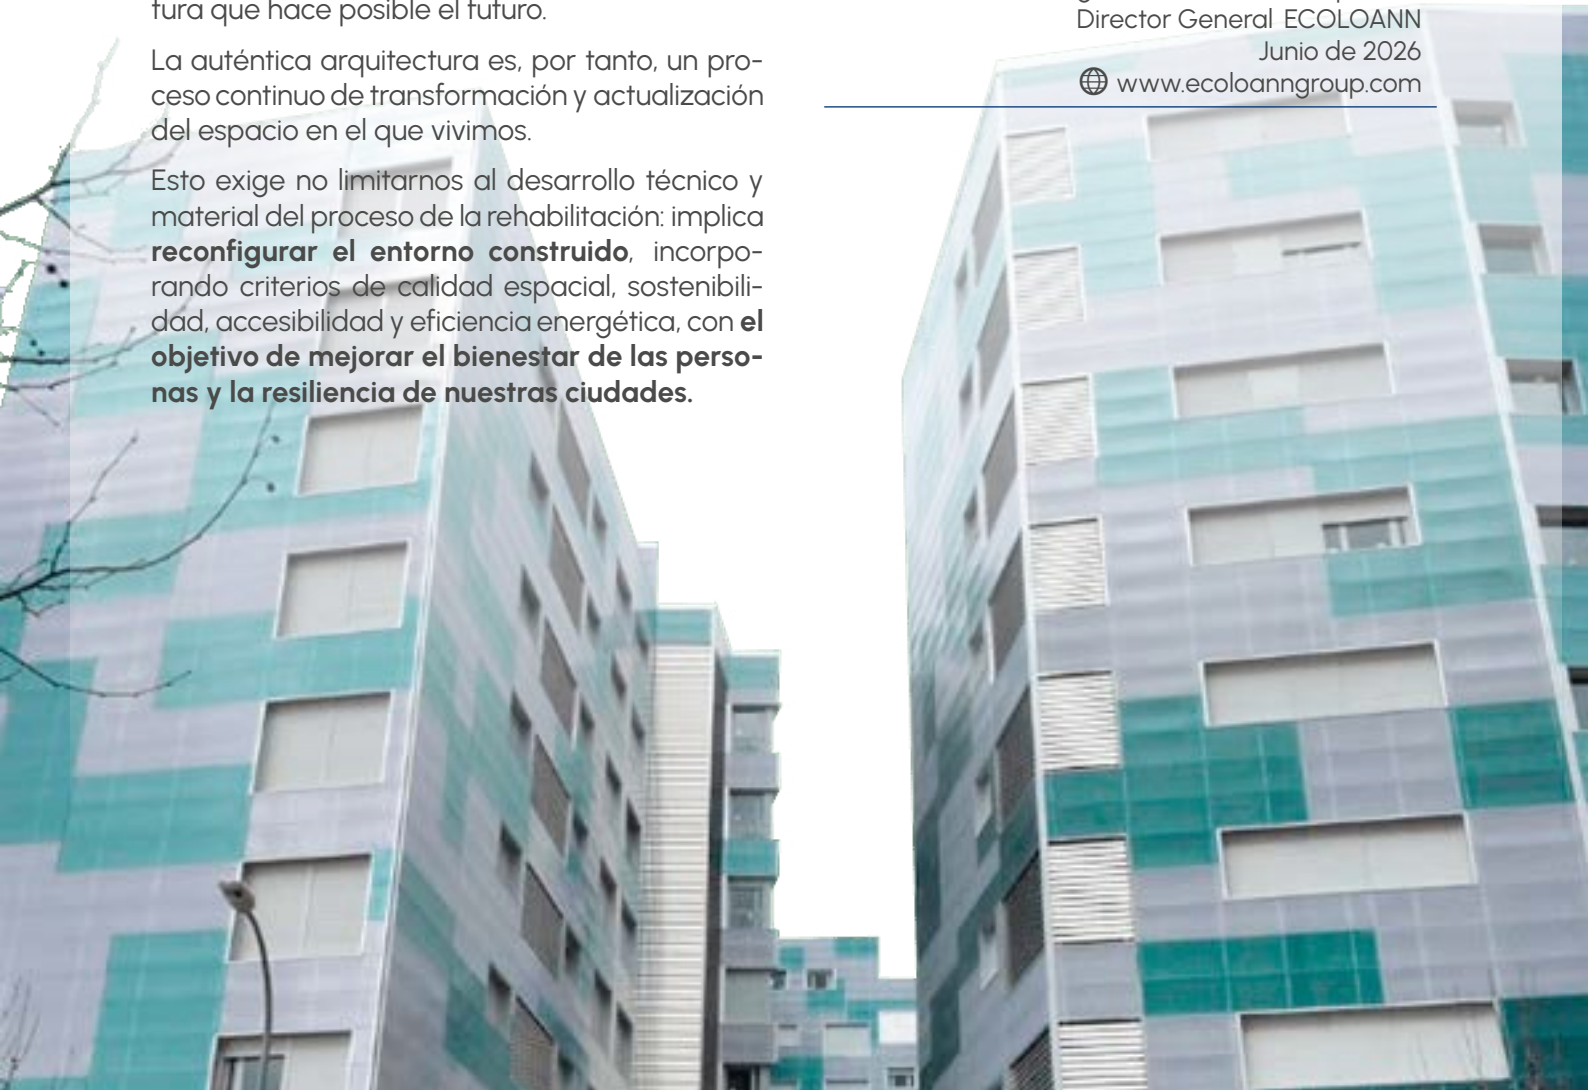 tura que hace posible el futuro.
La auténtica arquitectura es, por tanto, un pro-
ceso continuo de transformación y actualización
del espacio en el que vivimos.
Esto exige no limitarnos al desarrollo técnico y
material del proceso de la rehabilitación: implica
reconfigurar el entorno construido, incorpo-
rando criterios de calidad espacial, sostenibili-
dad, accesibilidad y eficiencia energética, con el
objetivo de mejorar el bienestar de las perso-
nas y la resiliencia de nuestras ciudades.
Director General ECOLOANN
Junio de 2026
www.ecoloanngroup.com